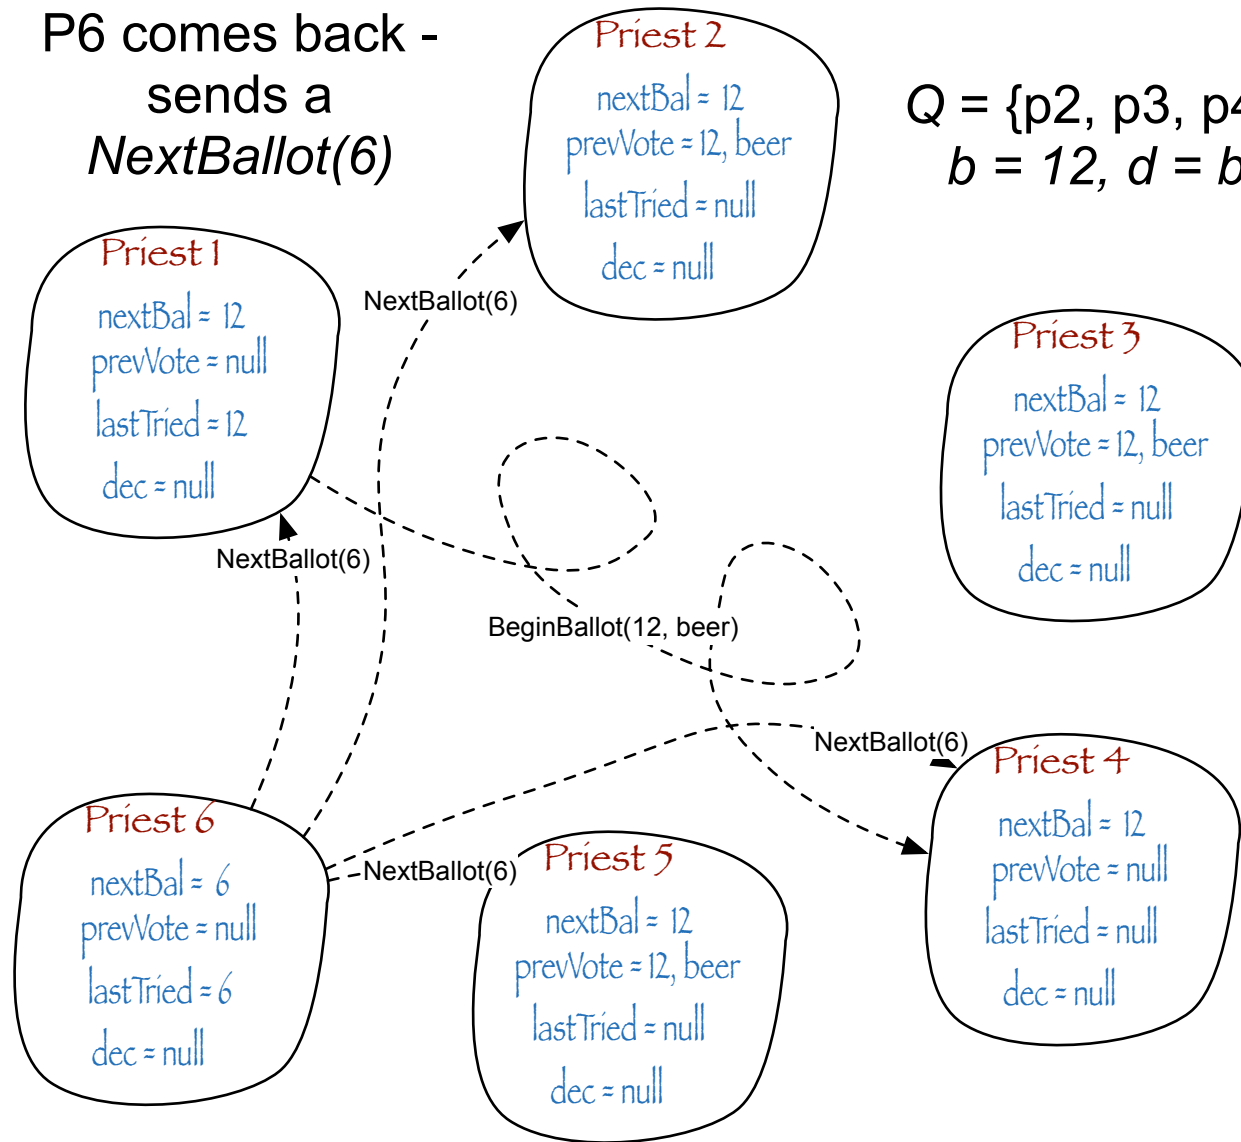 P6 comes back -
sends a
NextBallot(6)
Q = {p2, p3, p4
b = 12, d = b
Priest 2
nextBal = 12
prevVote = 12, beer
lastTried = null
dec = null
Priest 1
nextBal = 12
prevVote = null
lastTried = 12
dec = null
NextBallot(6)
Priest 3
nextBal = 12
prevVote = 12, beer
lastTried = null
dec = null
NextBallot(6)
BeginBallot(12, beer)
NextBallot(6)
Priest 4
nextBal = 12
prevVote = null
lastTried = null
dec = null
Priest 6
nextBal = 6
prevVote = null
lastTried = 6
dec = null
NextBallot(6)
Priest 5
nextBal = 12
prevVote = 12, beer
lastTried = null
dec = null